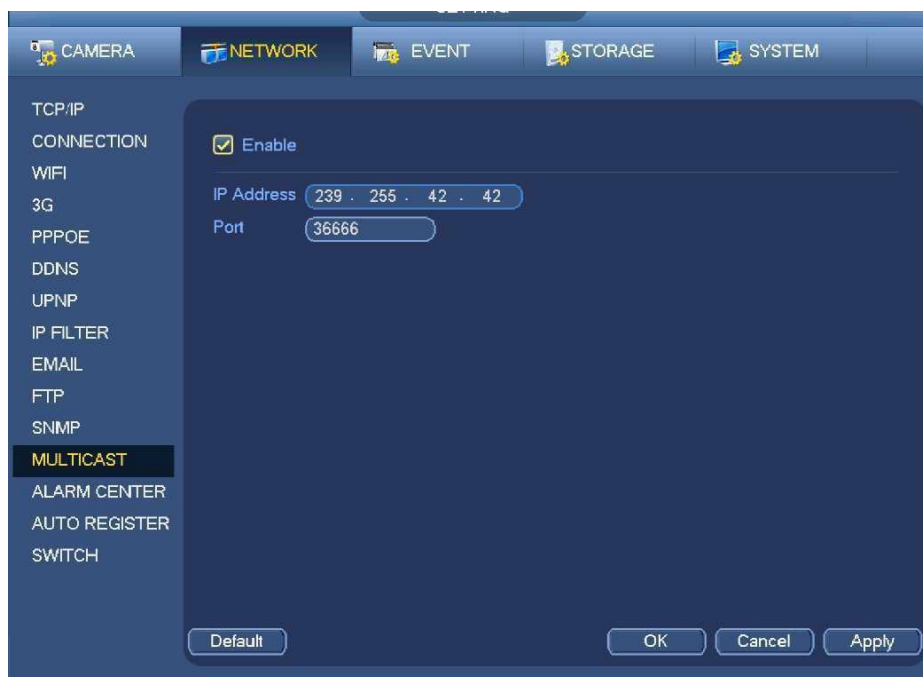 CAMERA NETWORK EVENT STORAGE SYSTEM
TCP/IP
CONNECTION
WIFI
3G
PPPOE
DDNS
UPNP
IP FILTER
EMAIL
FTP
SNMP
MULTICAST
ALARM CENTER
AUTO REGISTER
SWITCH
Enable
IP Address 239 . 255 . 42 . 42
Port 36666
Default OK Cancel Apply